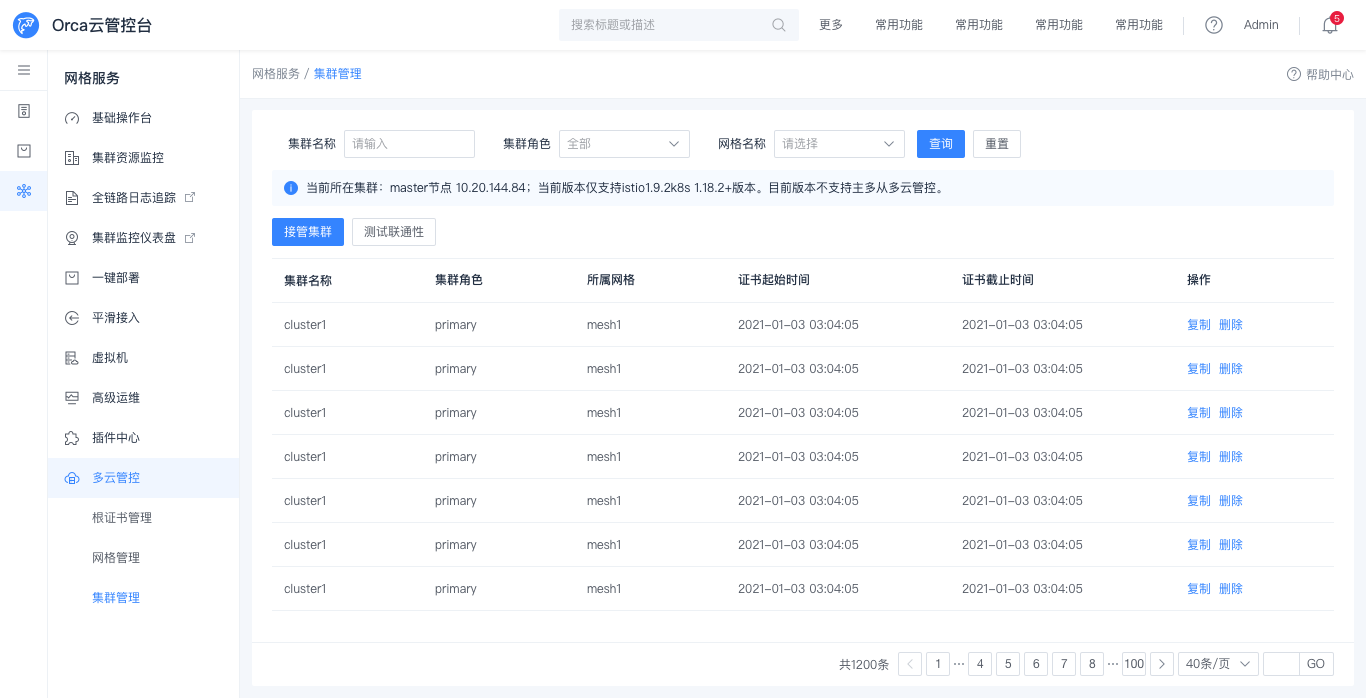 Orca云管控台
搜索标题或描述
更多 常用功能 常用功能 常用功能 常用功能
Admin
5
网格服务
基础操作台
集群资源监控
全链路日志追踪
集群监控仪表盘
一键部署
平滑接入
虚拟机
高级运维
插件中心
多云管控
根证书管理
网格管理
集群管理
网格服务 / 集群管理
帮助中心
集群名称 请输入 集群角色 全部 网格名称 请选择 查询 重置
当前所在集群：master节点 10.20.144.84；当前版本仅支持istio1.9.2k8s 1.18.2+版本。目前版本不支持主多从多云管控。
接管集群 测试联通性
集群名称 集群角色 所属网格 证书起始时间 证书截止时间 操作
cluster1 primary mesh1 2021-01-03 03:04:05 2021-01-03 03:04:05 复制 删除
cluster1 primary mesh1 2021-01-03 03:04:05 2021-01-03 03:04:05 复制 删除
cluster1 primary mesh1 2021-01-03 03:04:05 2021-01-03 03:04:05 复制 删除
cluster1 primary mesh1 2021-01-03 03:04:05 2021-01-03 03:04:05 复制 删除
cluster1 primary mesh1 2021-01-03 03:04:05 2021-01-03 03:04:05 复制 删除
cluster1 primary mesh1 2021-01-03 03:04:05 2021-01-03 03:04:05 复制 删除
cluster1 primary mesh1 2021-01-03 03:04:05 2021-01-03 03:04:05 复制 删除
共1200条 1 ··· 4 5 6 7 8 ··· 100 40条/页 GO